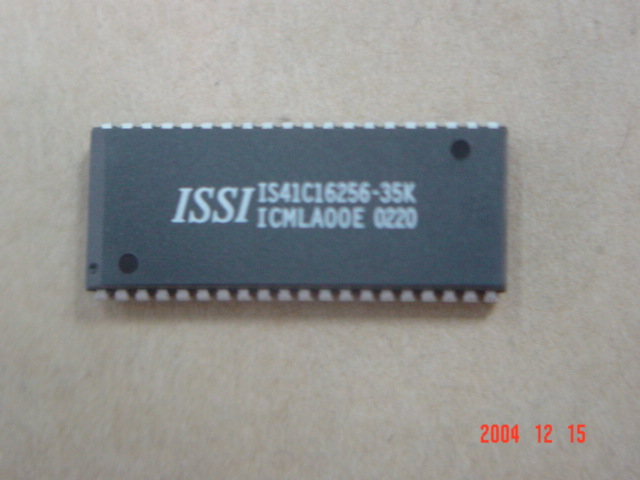 ISSI
IS41C16256-35K
ICMLA00E 0220
2004 12 15